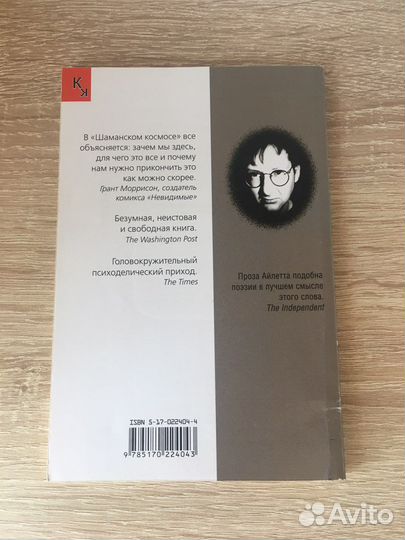 К
К
В «Шаманском космосе» все
объясняется: зачем мы здесь,
для чего это все и почему
нам нужно прикончить это
как можно скорее.
Грант Моррисон, создатель
комикса «Невидимые»
Безумная, неистовая
и свободная книга.
The Washington Post
Головокружительный
психоделический приход.
The Times
Проза Айлетта подобна
поэзии в лучшем смысле
этого слова.
The Independent
ISBN 5-17-022404-4
9 785170 224043
Avito